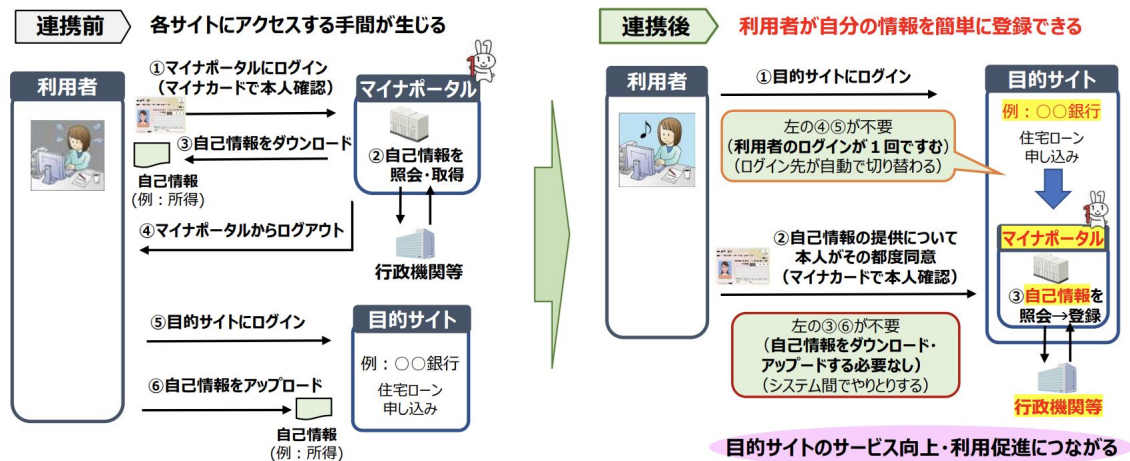 連携前
各サイトにアクセスする手間が生じる
利用者
①マイナポータルにログイン
（マイナカードで本人確認）
マイナポータル
③自己情報をダウンロード
自己情報
(例：所得)
②自己情報を
照会・取得
④マイナポータルからログアウト
行政機関等
⑤目的サイトにログイン
目的サイト
例：○○銀行
住宅ローン
申し込み
⑥自己情報をアップロード
自己情報
(例：所得)
連携後
利用者が自分の情報を簡単に登録できる
利用者
①目的サイトにログイン
目的サイト
例：○○銀行
住宅ローン
申し込み
左の④⑤が不要
（利用者のログインが１回ですむ）
（ログイン先が自動で切り替わる）
②自己情報の提供について
本人がその都度同意
（マイナカードで本人確認）
マイナポータル
③自己情報を
照会→登録
左の③⑥が不要
（自己情報をダウンロード・
アップードする必要なし）
（システム間でやりとりする）
行政機関等
目的サイトのサービス向上・利用促進につながる